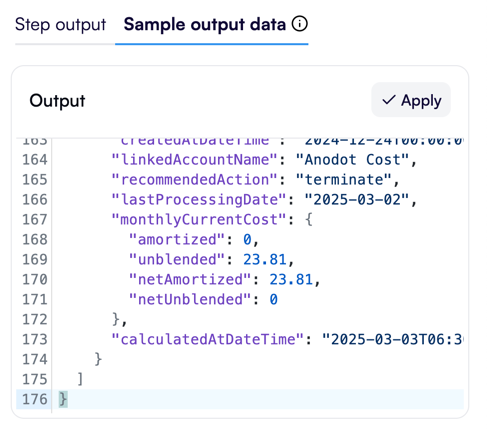 Step output Sample output data
Output Apply
163 "createdAtDateTime": "2024-12-24T00:00:0
164 "linkedAccountName": "Anodot Cost",
165 "recommendedAction": "terminate",
166 "lastProcessingDate": "2025-03-02",
167 "monthlyCurrentCost": {
168 "amortized": 0,
169 "unblended": 23.81,
170 "netAmortized": 23.81,
171 "netUnblended": 0
172 },
173 "calculatedAtDateTime": "2025-03-03T06:3
174 }
175 ]
176 }